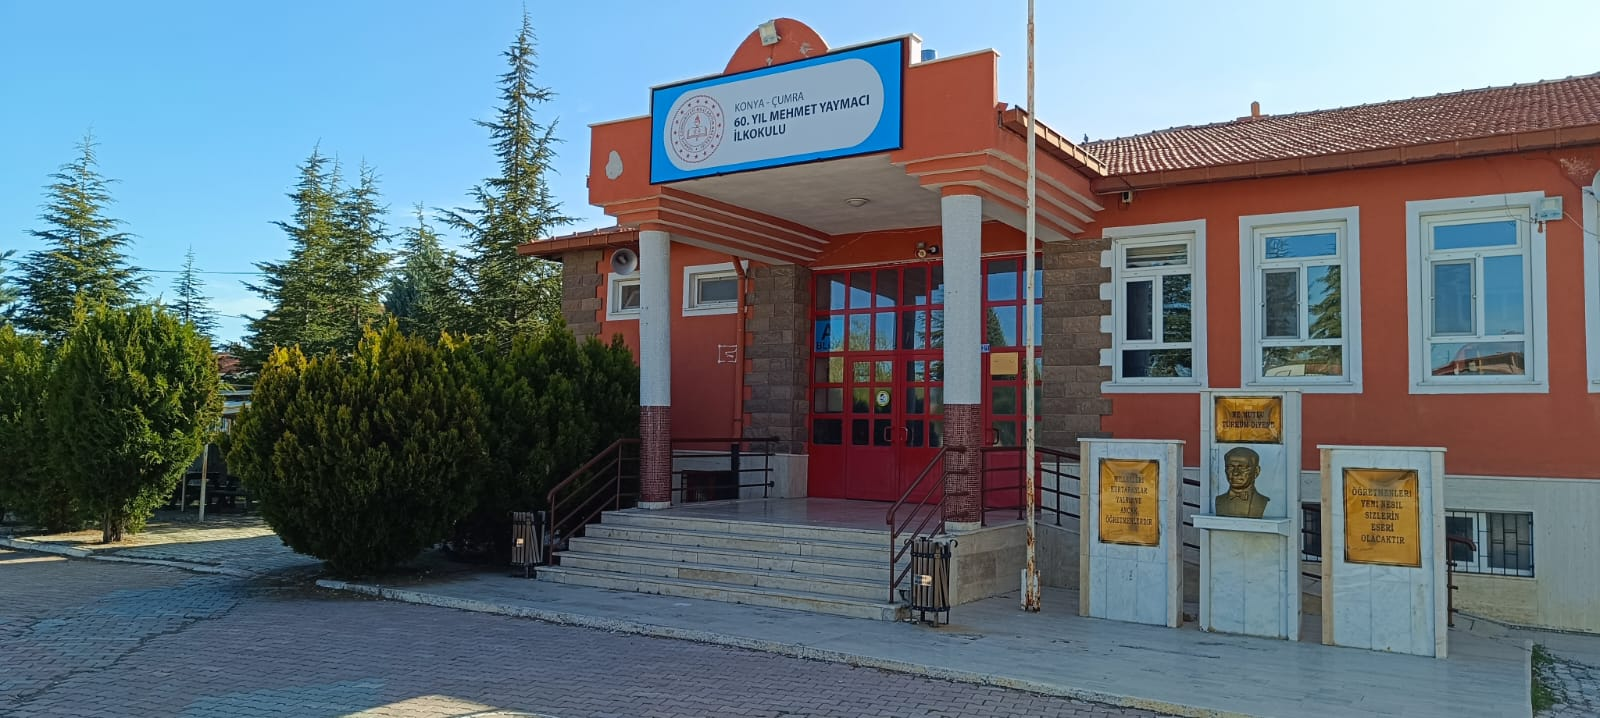 KONYA - ÇUMRA
60. YIL MEHMET YAYMACI
İLKOKULU
NE MUTLU
TÜRKÜM DİYENE
MİLLETLERİ
KURTARANLAR
YALNIZ VE
ANCAK
ÖĞRETMENLERDİR
ÖĞRETMENLER!
YENİ NESİL
SİZLERİN
ESERİ
OLACAKTIR